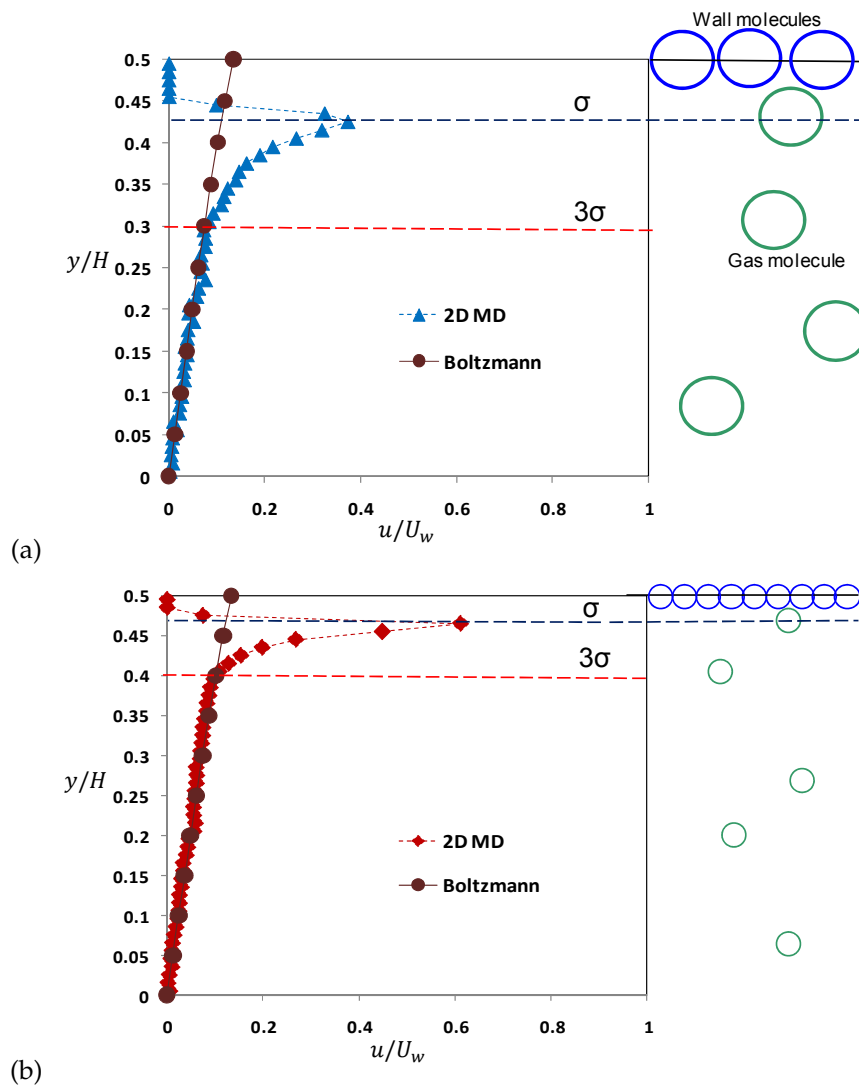 Wall molecules
0.5
0.45
σ
0.4
0.35
0.3
3σ
y/H
0.25
Gas molecule
0.2
2D MD
0.15
Boltzmann
0.1
0.05
0
0 0.2 0.4 0.6 0.8 1
u/U_w
(a)
0.5
σ
0.45
0.4
3σ
0.35
0.3
y/H
0.25
0.2
2D MD
0.15
Boltzmann
0.1
0.05
0
0 0.2 0.4 0.6 0.8 1
u/U_w
(b)